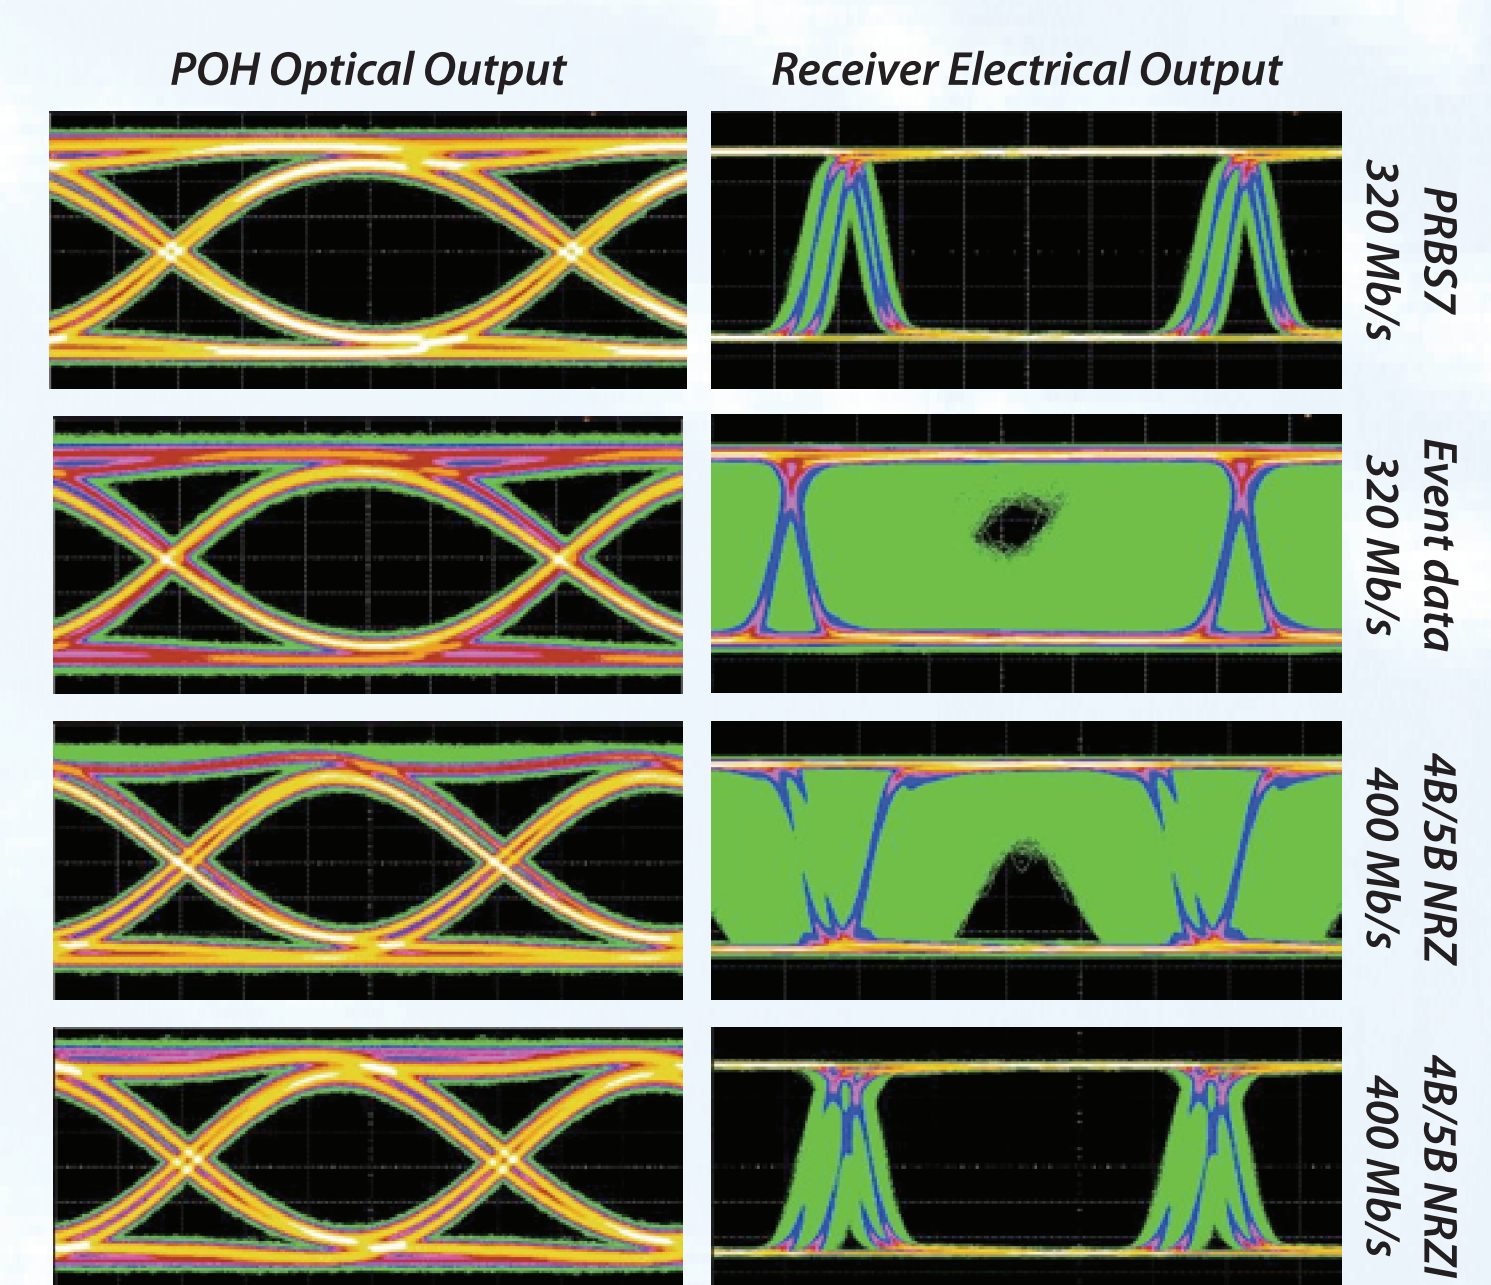 POH Optical Output
Receiver Electrical Output
PRBS7
320 Mb/s
Event data
320 Mb/s
4B/5B NRZ
400 Mb/s
4B/5B NRZI
400 Mb/s